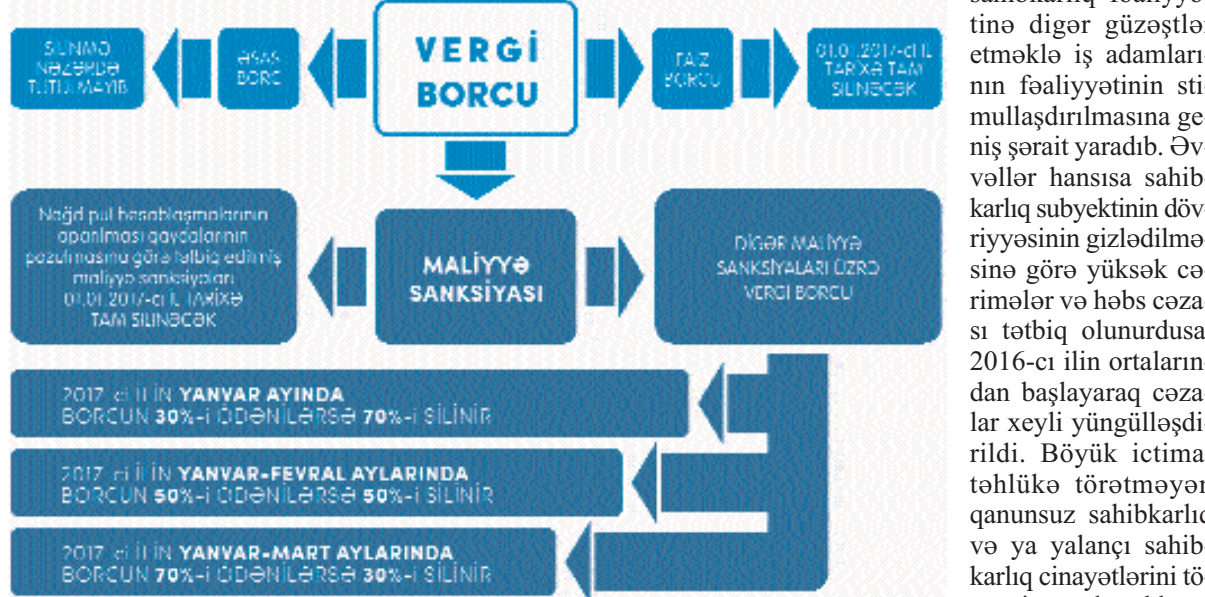 SİLİNMƏ
NƏZƏRDƏ
TUTULMAYIB
ƏSAS
BORC
VERGİ
BORCU
FAİZ
BORCU
01.01.2017-ci İL
TARİXƏ TAM
SİLİNƏCƏK
Nağd pul hesablaşmalarının
aparılması qaydalarının
pozulmasına görə tətbiq edilmiş
maliyyə sanksiyaları
01.01.2017-ci İL TARİXƏ
TAM SİLİNƏCƏK
MALİYYƏ
SANKSİYASI
DİGƏR MALİYYƏ
SANKSİYALARI ÜZRƏ
VERGİ BORCU
2017-ci İLİN YANVAR AYINDA
BORCUN 30%-i ÖDƏNİLƏRSƏ 70%-i SİLİNİR
2017-ci İLİN YANVAR-FEVRAL AYLARINDA
BORCUN 50%-i ÖDƏNİLƏRSƏ 50%-i SİLİNİR
2017-ci İLİN YANVAR-MART AYLARINDA
BORCUN 70%-i ÖDƏNİLƏRSƏ 30%-i SİLİNİR
tinə digər güzəştlər
etməklə iş adamları-
nın fəaliyyətinin sti-
mullaşdırılmasına ge-
niş şərait yaradıb. Əv-
vəllər hansısa sahib-
karlıq subyektinin döv-
riyyəsinin gizlədilmə-
sinə görə yüksək cə-
rimələr və həbs cəza-
sı tətbiq olunurdusa,
2016-cı ilin ortaların-
dan başlayaraq cəza-
lar xeyli yüngülləşdi-
rildi. Böyük ictimai
təhlükə törətməyən
qanunsuz sahibkarlıq
və ya yalançı sahib-
karlıq cinayətlərini tö-